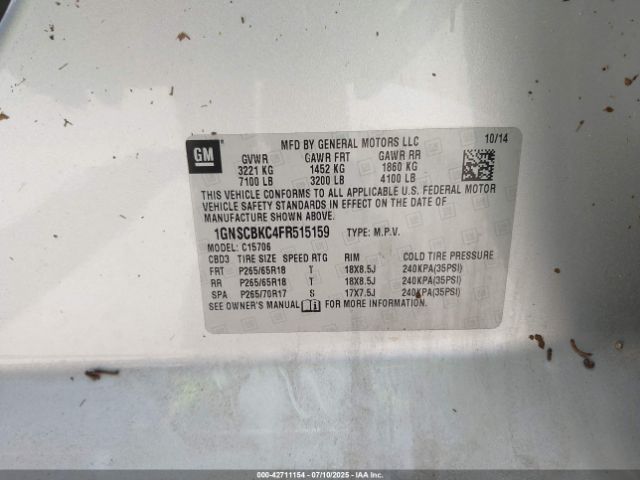 GM
MFD BY GENERAL MOTORS LLC 10/14
GVWR GAWR FRT GAWR RR
3221 KG 1452 KG 1860 KG
7100 LB 3200 LB 4100 LB
THIS VEHICLE CONFORMS TO ALL APPLICABLE U.S. FEDERAL MOTOR
VEHICLE SAFETY STANDARDS IN EFFECT ON THE DATE OF
MANUFACTURE SHOWN ABOVE.
1GNSCBKC4FR515159 TYPE: M.P.V.
MODEL: C15706
CBD3 TIRE SIZE SPEED RTG RIM COLD TIRE PRESSURE
FRT P265/65R18 T 18X8.5J 240KPA(35PSI)
RR P265/65R18 T 18X8.5J 240KPA(35PSI)
SPA P265/70R17 S 17X7.5J 240KPA(35PSI)
SEE OWNER'S MANUAL FOR MORE INFORMATION.
000-42711154 | 07/10/2025 | IAA Inc. (ACV)